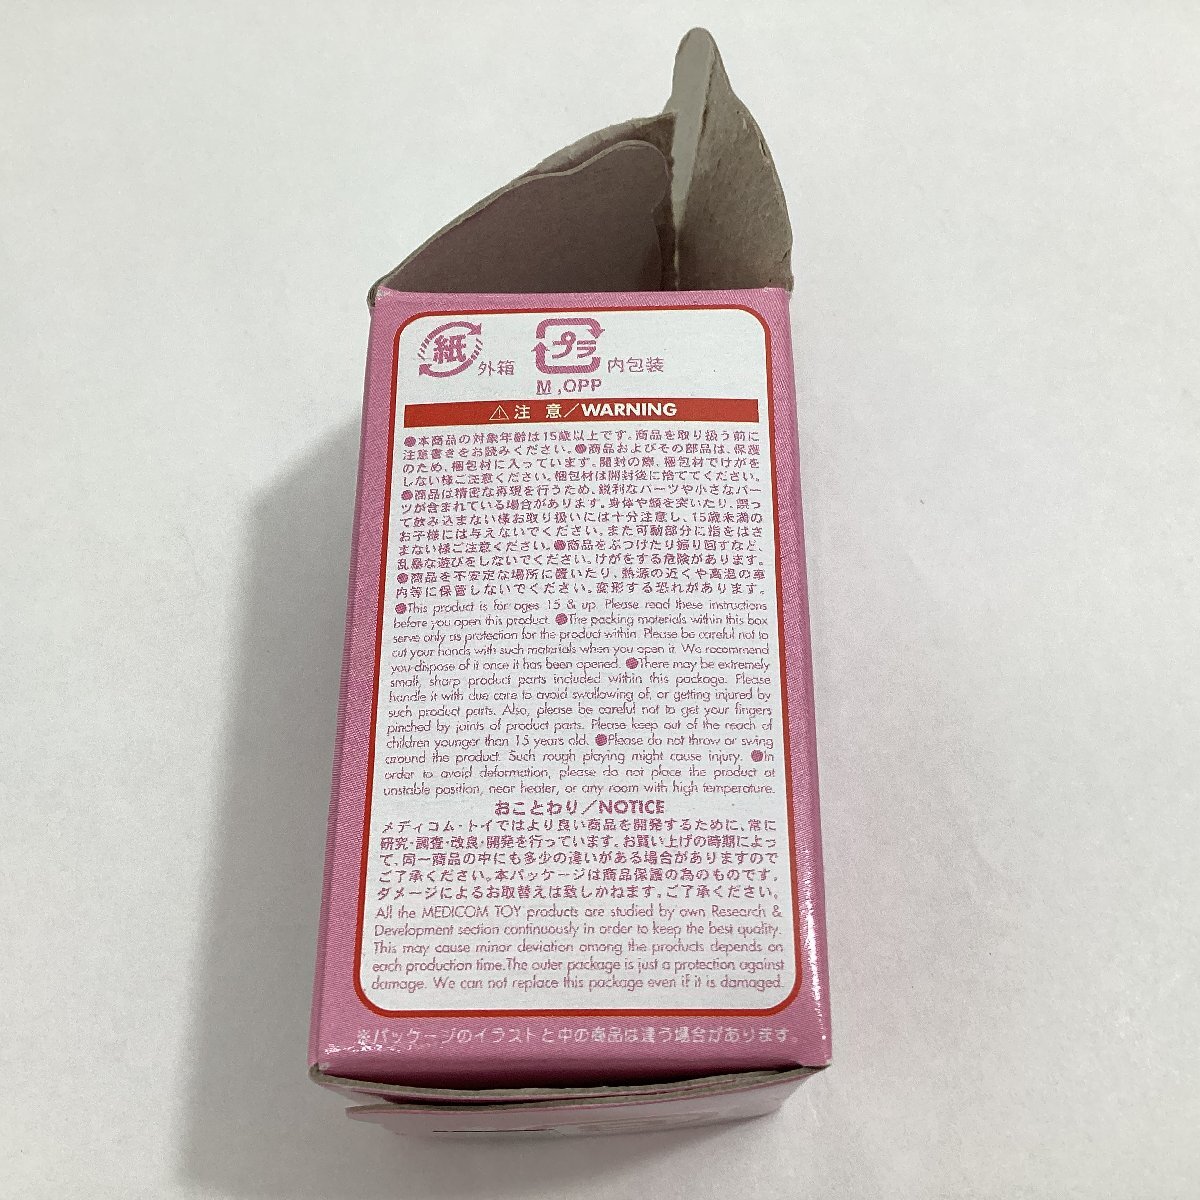 紙 外箱 プラ 内包装
M ,OPP
⚠注 意/WARNING
●本商品の対象年齢は15歳以上です。商品を取り扱う前に
注意書きをお読みください。●商品およびその部品は、保護
のため、梱包材に入っています。開封の際、梱包材でけがを
しない様ご注意ください。梱包材は開封後に捨ててください。
●商品は精密な再現を行うため、鋭利なパーツや小さなパー
ツが含まれている場合があります。身体や頭を突いたり、誤っ
て飲み込まない様お取り扱いには十分注意し、15歳未満の
お子様には与えないでください。また可動部分に指をはさ
まない様ご注意ください。●商品をぶつけたり振り回すなど、
乱暴な遊びをしないでください。けがをする危険があります。
●商品を不安定な場所に置いたり、熱源の近くや高温の車
内等に保管しないでください。変形する恐れがあります。
●This product is for ages 15 & up. Please read these instructions
before you open this product. ●The packing materials within this box
serve only as protection for the product within. Please be careful not to
cut your hands with such materials when you open it. We recommend
you dispose of it once it has been opened. ●There may be extremely
small, sharp product parts included within this package. Please
handle it with due care to avoid swallowing of, or getting injured by
such product parts. Also, please be careful not to get your fingers
pinched by joints of product parts. Please keep out of the reach of
children younger than 15 years old. ●Please do not throw or swing
around the product. Such rough playing might cause injury. ●In
order to avoid deformation, please do not place the product at
unstable position, near heater, or any room with high temperature.
おことわり/NOTICE
メディコム・トイではより良い商品を開発するために、常に
研究・調査・改良・開発を行っています。お買い上げの時期によっ
て、同一商品の中にも多少の違いがある場合がありますので
ご了承ください。本パッケージは商品保護の為のものです。
ダメージによるお取替えは致しかねます。ご了承ください。
All the MEDICOM TOY products are studied by own Research &
Development section continuously in order to keep the best quality.
This may cause minor deviation among the products depends on
each production time.The outer package is just a protection against
damage. We can not replace this package even if it is damaged.
※パッケージのイラストと中の商品は違う場合があります。